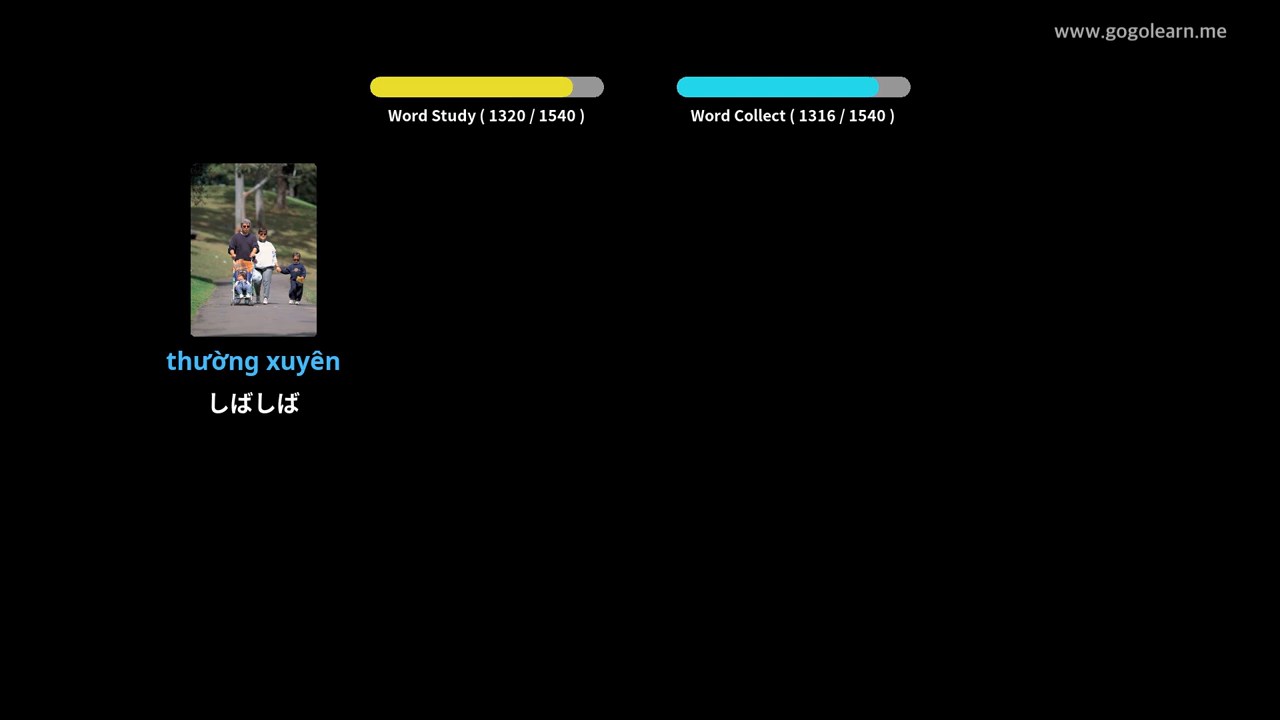 www.gogolearn.me
Word Study ( 1320 / 1540 )
Word Collect ( 1316 / 1540 )
thường xuyên
しばしば